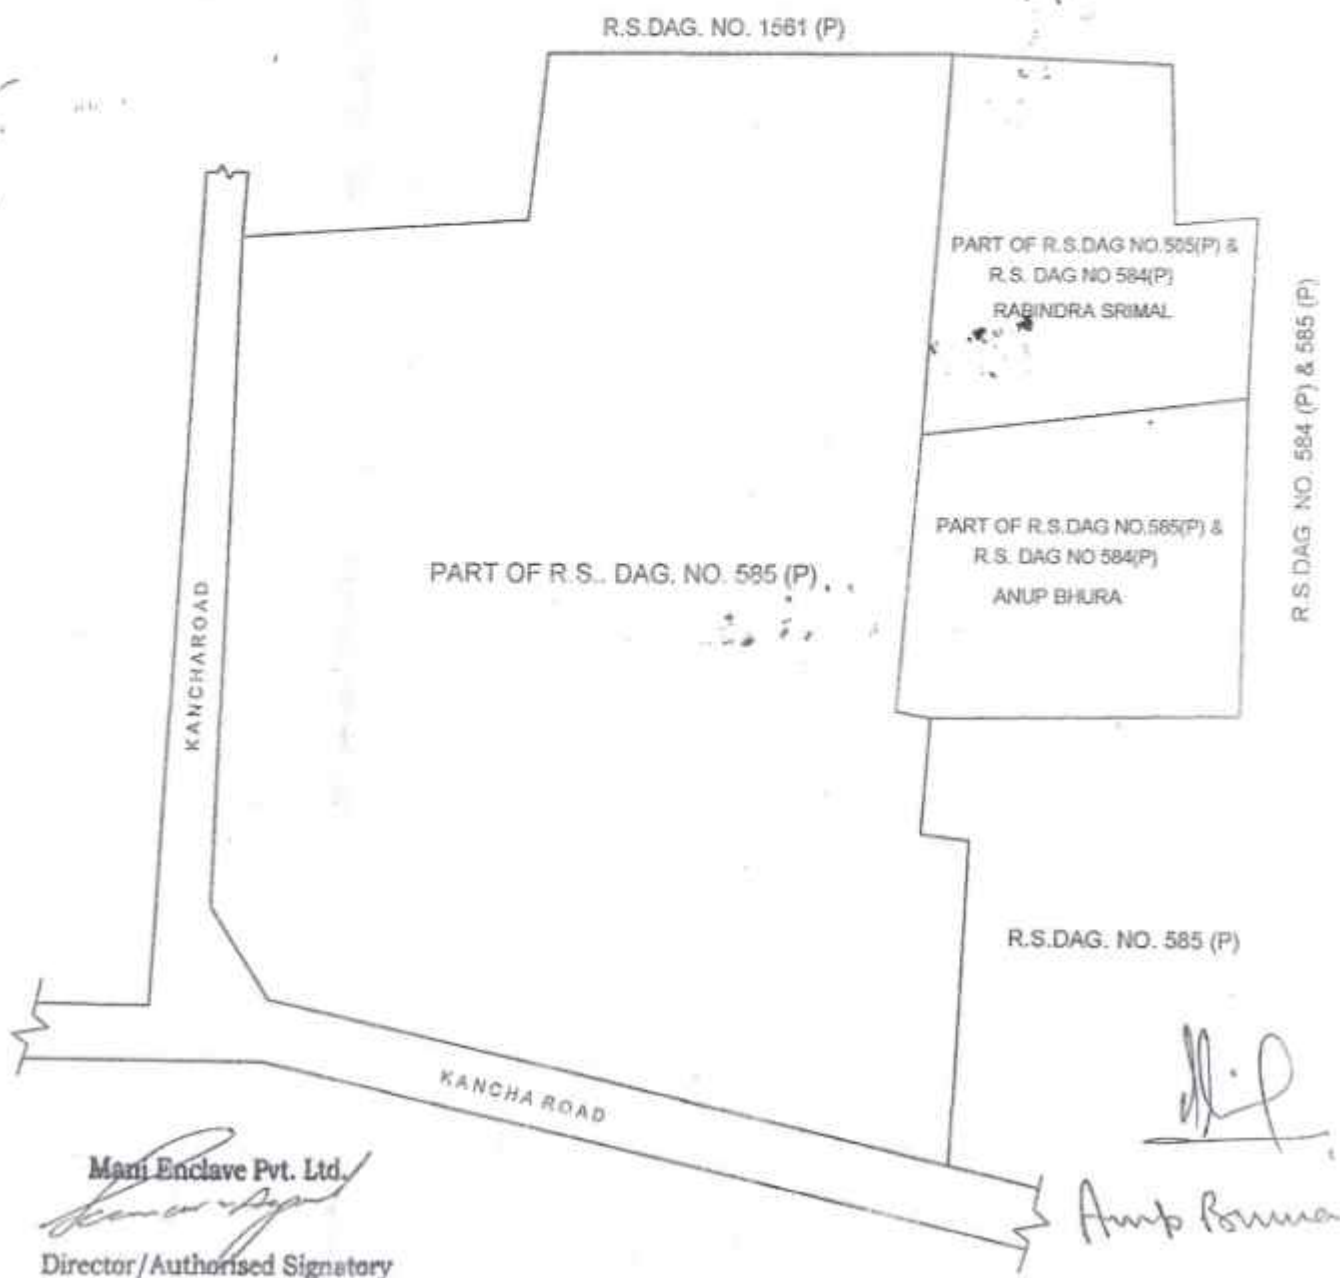 R.S.DAG. NO. 1561 (P)
PART OF R.S.DAG NO.585(P) &
R.S. DAG NO 584(P)
RABINDRA SRIMAL
R.S.DAG NO. 584 (P) & 585 (P)
PART OF R.S.DAG NO.585(P) &
R.S. DAG NO 584(P)
ANUP BHURA
PART OF R.S.. DAG. NO. 585 (P)
KANCHAROAD
R.S.DAG. NO. 585 (P)
KANCHA ROAD
Mani Enclave Pvt. Ltd.
Anup Bhura
Director/Authorised Signatory